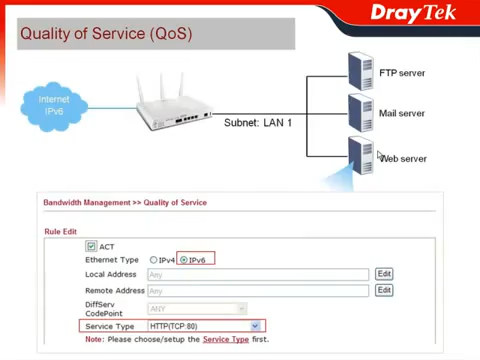 DrayTek
Quality of Service (QoS)
Internet
IPv6
Subnet: LAN 1
FTP server
Mail server
Web server
Bandwidth Management >> Quality of Service
Rule Edit
ACT
Ethernet Type IPv4 IPv6
Local Address Any Edit
Remote Address Any Edit
DiffServ
CodePoint ANY
Service Type HTTP(TCP:80)
Note: Please choose/setup the Service Type first.